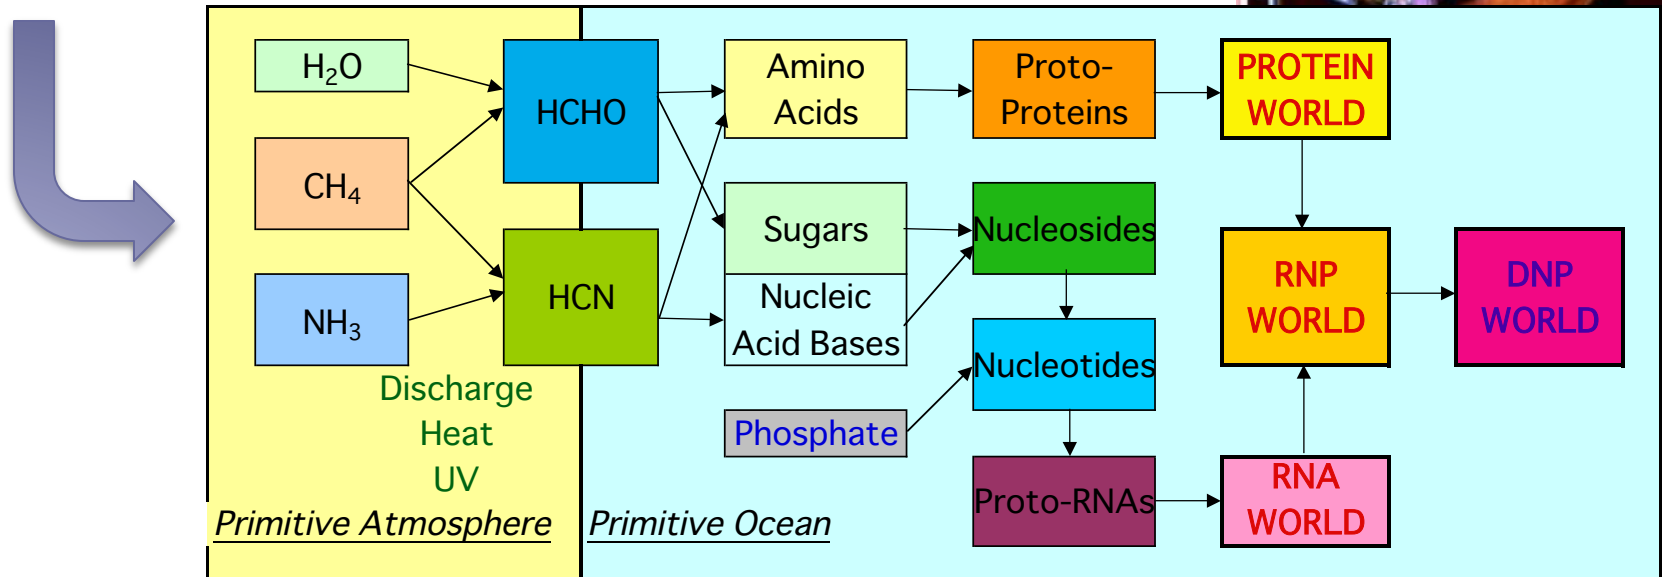 H₂O
CH₄
NH₃
Discharge
Heat
UV
Primitive Atmosphere
HCHO
HCN
Primitive Ocean
Amino
Acids
Sugars
Nucleic
Acid Bases
Phosphate
Proto-
Proteins
Nucleosides
Nucleotides
Proto-RNAs
PROTEIN
WORLD
RNP
WORLD
RNA
WORLD
DNP
WORLD